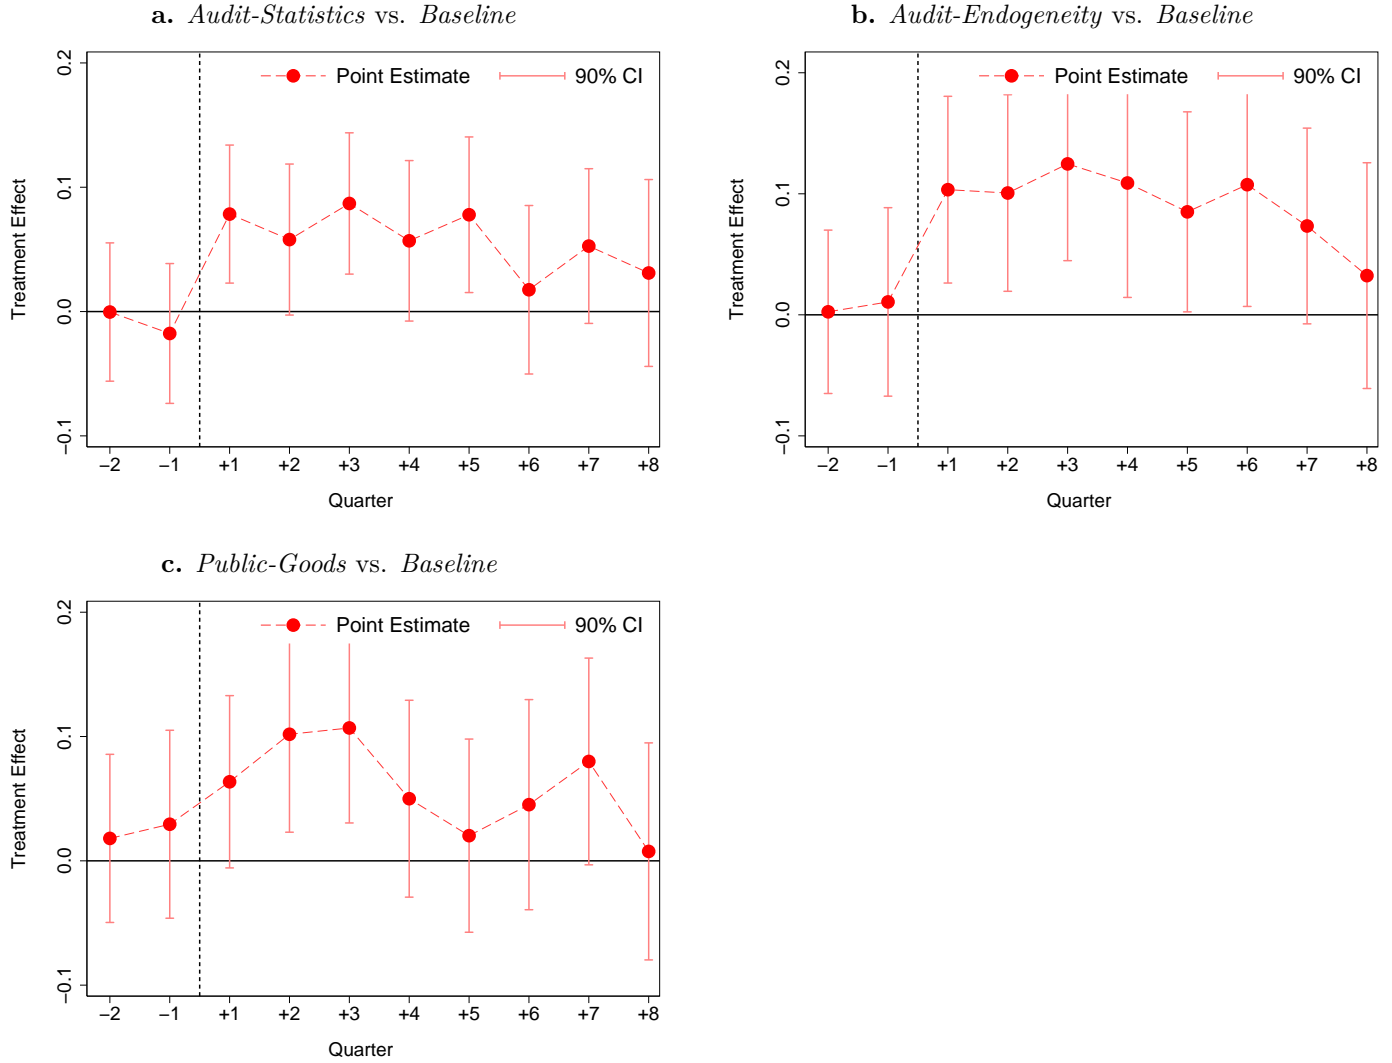 a. Audit-Statistics vs. Baseline
Point Estimate 90% CI
Treatment Effect
0.2
0.1
0.0
−0.1
−2 −1 +1 +2 +3 +4 +5 +6 +7 +8
Quarter
b. Audit-Endogeneity vs. Baseline
Point Estimate 90% CI
Treatment Effect
0.2
0.1
0.0
−0.1
−2 −1 +1 +2 +3 +4 +5 +6 +7 +8
Quarter
c. Public-Goods vs. Baseline
Point Estimate 90% CI
Treatment Effect
0.2
0.1
0.0
−0.1
−2 −1 +1 +2 +3 +4 +5 +6 +7 +8
Quarter